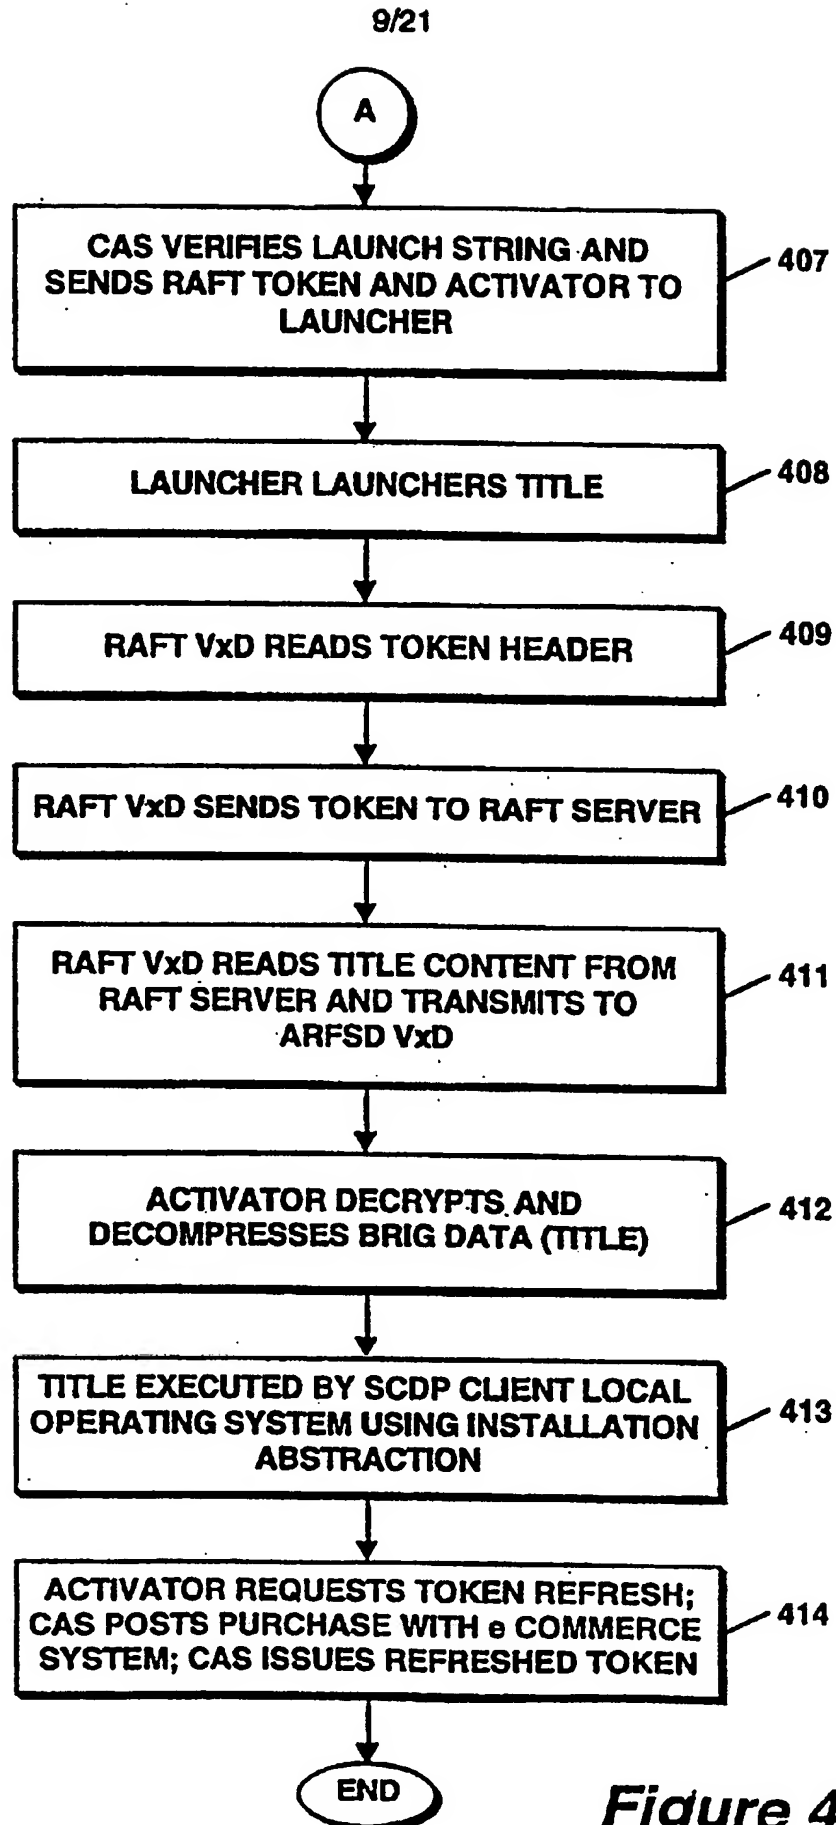 9/21
A
CAS VERIFIES LAUNCH STRING AND
SENDS RAFT TOKEN AND ACTIVATOR TO
LAUNCHER
407
LAUNCHER LAUNCHERS TITLE
408
RAFT VxD READS TOKEN HEADER
409
RAFT VxD SENDS TOKEN TO RAFT SERVER
410
RAFT VxD READS TITLE CONTENT FROM
RAFT SERVER AND TRANSMITS TO
ARFSD VxD
411
ACTIVATOR DECRYPTS AND
DECOMPRESSES BRIQ DATA (TITLE)
412
TITLE EXECUTED BY SCDP CLIENT LOCAL
OPERATING SYSTEM USING INSTALLATION
ABSTRACTION
413
ACTIVATOR REQUESTS TOKEN REFRESH;
CAS POSTS PURCHASE WITH e COMMERCE
SYSTEM; CAS ISSUES REFRESHED TOKEN
414
END
Figure 4